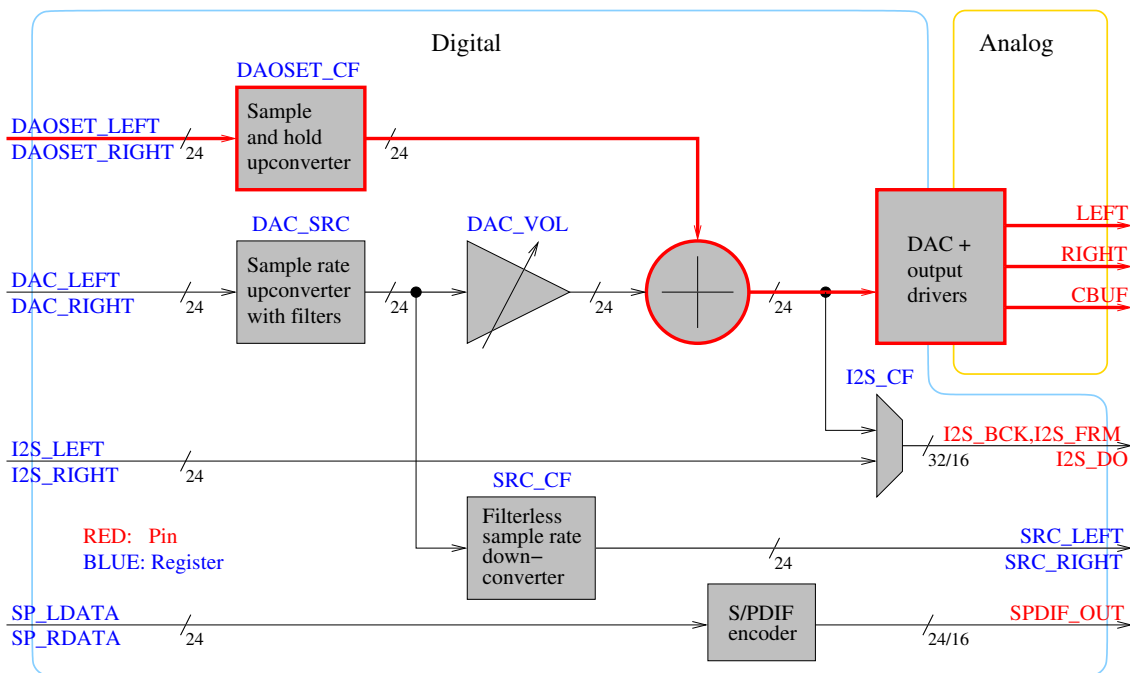 Digital
Analog
DAOSET_CF
DAOSET_LEFT
DAOSET_RIGHT
24
Sample
and hold
upconverter
24
DAC_SRC
DAC_VOL
DAC_LEFT
DAC_RIGHT
24
Sample rate
upconverter
with filters
24
24
24
DAC +
output
drivers
LEFT
RIGHT
CBUF
I2S_CF
I2S_LEFT
I2S_RIGHT
24
32/16
I2S_BCK,I2S_FRM
I2S_DO
SRC_CF
RED: Pin
BLUE: Register
Filterless
sample rate
down−
converter
24
SRC_LEFT
SRC_RIGHT
SP_LDATA
SP_RDATA
24
S/PDIF
encoder
24/16
SPDIF_OUT